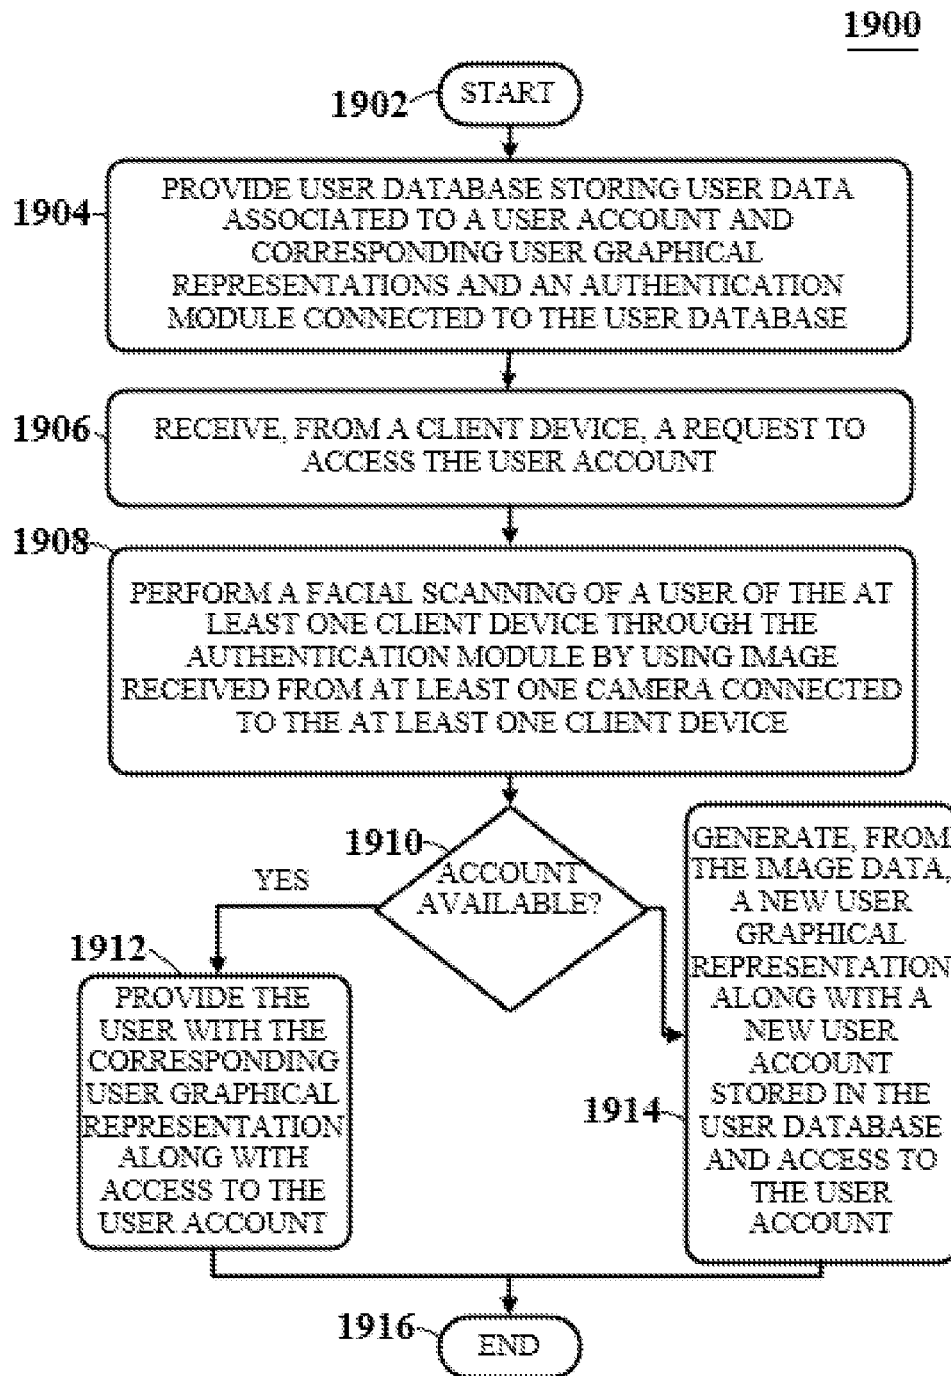 1900
1902
START
1904
PROVIDE USER DATABASE STORING USER DATA
ASSOCIATED TO A USER ACCOUNT AND
CORRESPONDING USER GRAPHICAL
REPRESENTATIONS AND AN AUTHENTICATION
MODULE CONNECTED TO THE USER DATABASE
1906
RECEIVE, FROM A CLIENT DEVICE, A REQUEST TO
ACCESS THE USER ACCOUNT
1908
PERFORM A FACIAL SCANNING OF A USER OF THE AT
LEAST ONE CLIENT DEVICE THROUGH THE
AUTHENTICATION MODULE BY USING IMAGE
RECEIVED FROM AT LEAST ONE CAMERA CONNECTED
TO THE AT LEAST ONE CLIENT DEVICE
1910
ACCOUNT
AVAILABLE?
YES
1912
PROVIDE THE
USER WITH THE
CORRESPONDING
USER GRAPHICAL
REPRESENTATION
ALONG WITH
ACCESS TO THE
USER ACCOUNT
GENERATE, FROM
THE IMAGE DATA,
A NEW USER
GRAPHICAL
REPRESENTATION
ALONG WITH A
NEW USER
ACCOUNT
STORED IN THE
USER DATABASE
AND ACCESS TO
THE USER
ACCOUNT
1914
1916
END